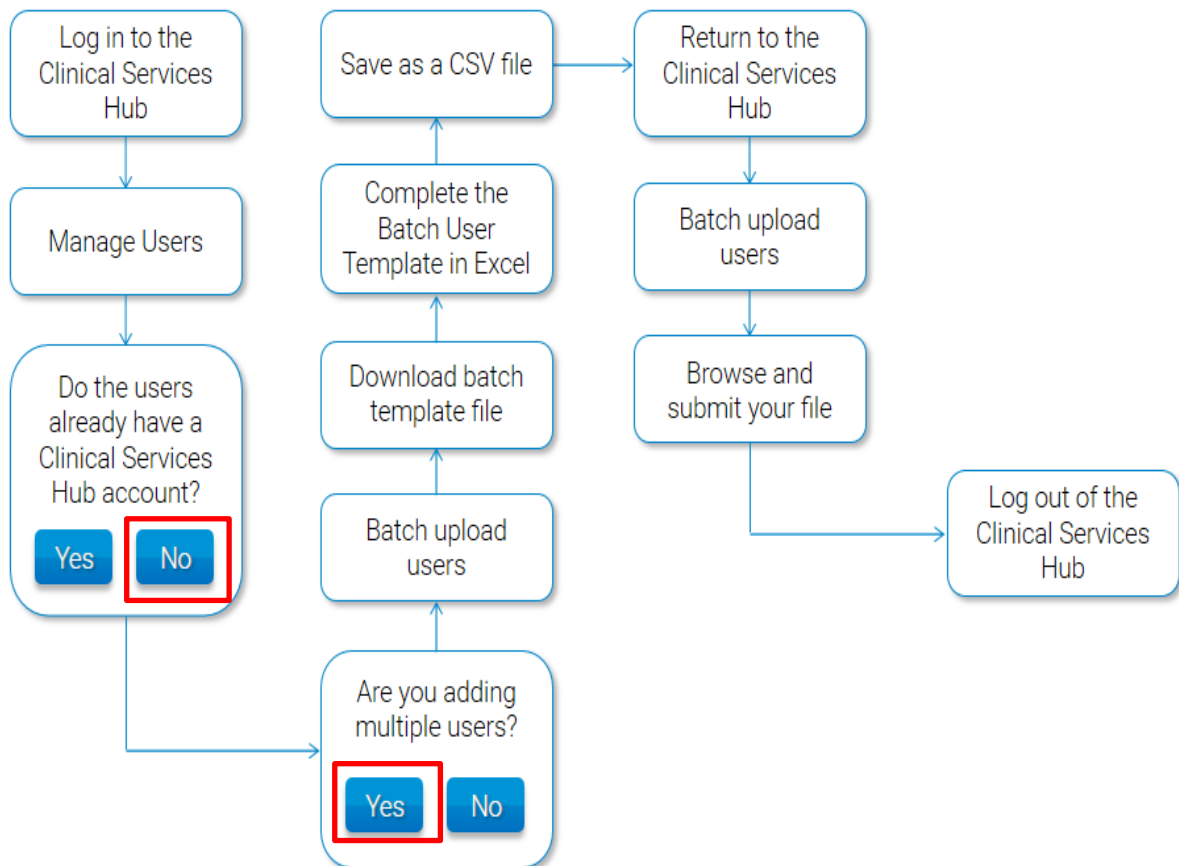 Log in to the
Clinical Services
Hub
Manage Users
Do the users
already have a
Clinical Services
Hub account?
Yes
No
Are you adding
multiple users?
Yes
No
Batch upload
users
Download batch
template file
Complete the
Batch User
Template in Excel
Save as a CSV file
Return to the
Clinical Services
Hub
Batch upload
users
Browse and
submit your file
Log out of the
Clinical Services
Hub